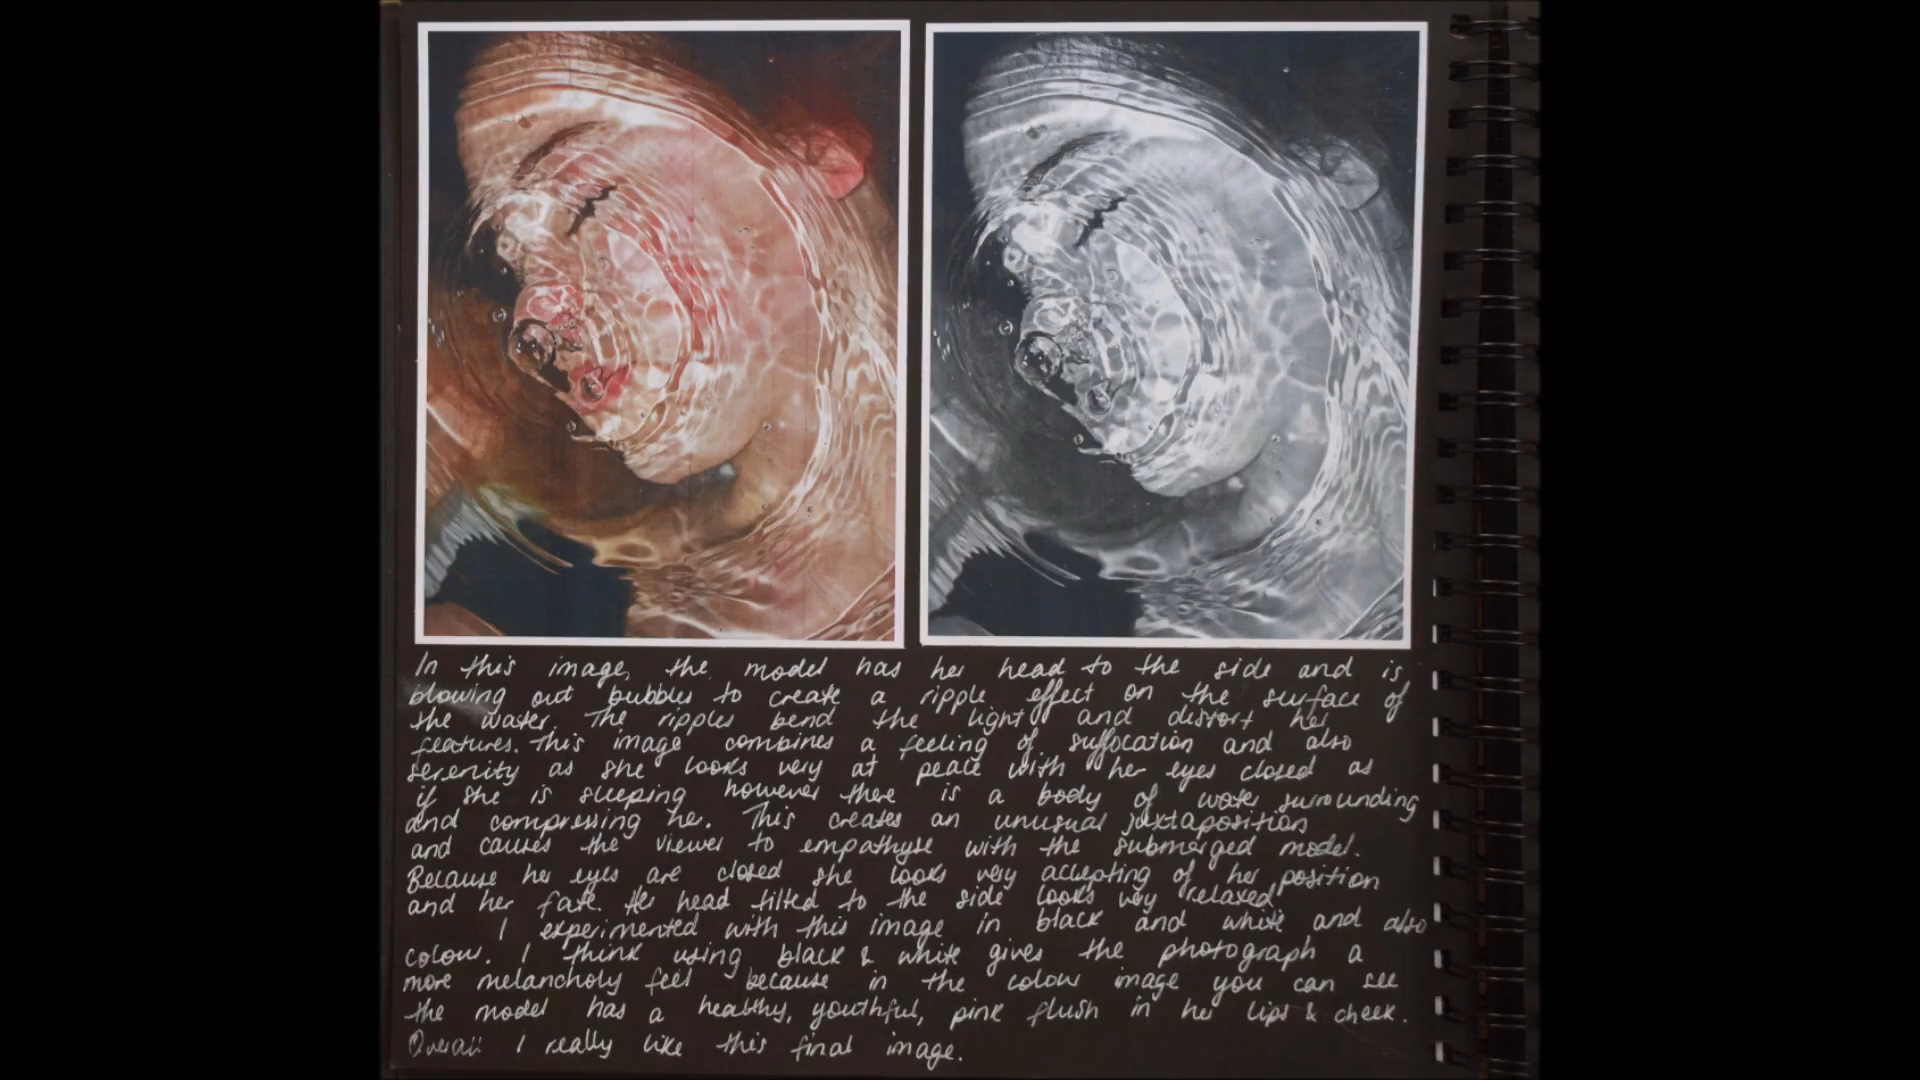 In this image, the model has her head to the side and is
blowing out bubbles to create a ripple effect on the surface of
the water. The ripples bend the light and distort her
features. This image combines a feeling of suffocation and also
serenity as she looks very at peace with her eyes closed as
if she is sleeping however there is a body of water surrounding
and compressing her. This creates an unusual juxtaposition
and causes the viewer to empathyse with the submerged model.
Because her eyes are closed she looks very accepting of her position
and her fate. Her head tilted to the side looks very relaxed
I experimented with this image in black and white and also
colour. I think using black & white gives the photograph a
more melancholy feel because in the colour image you can see
the model has a healthy, youthful, pink flush in her lips & cheek.
Overall I really like this final image.